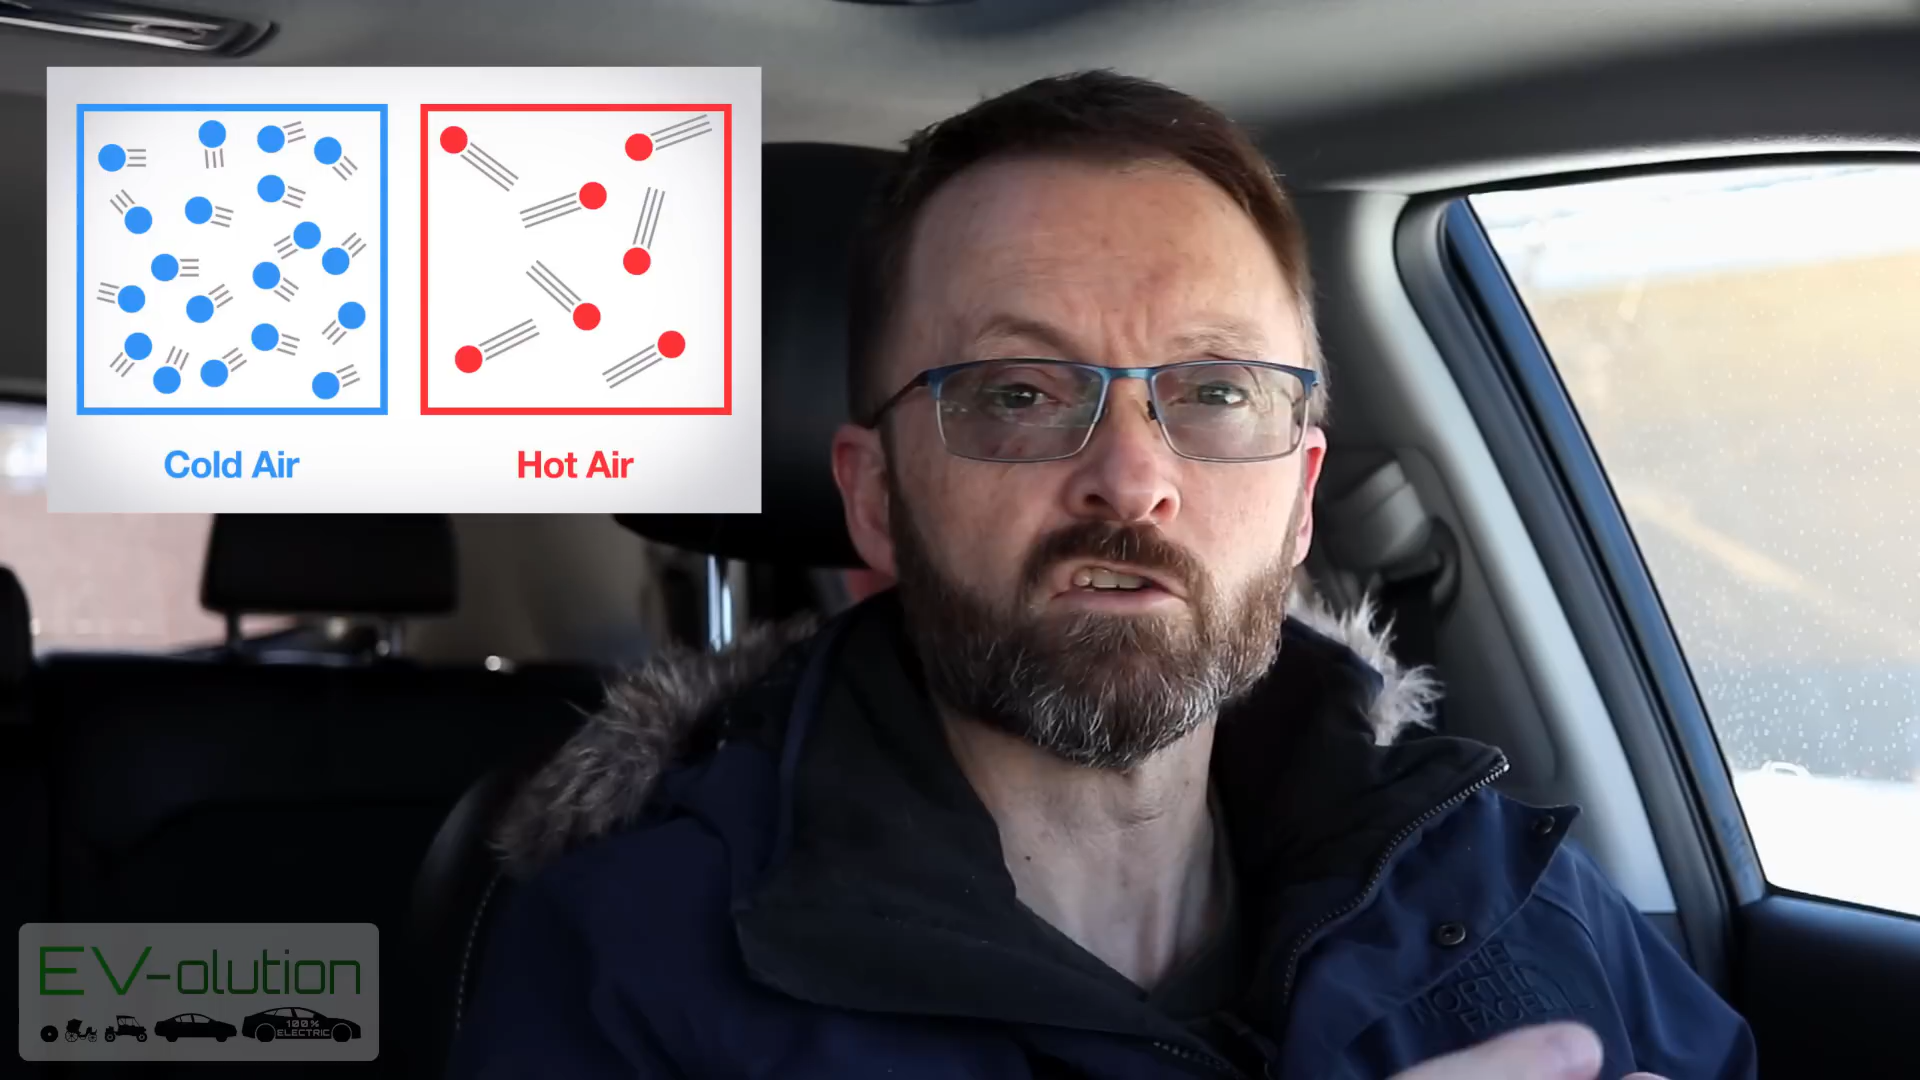 Cold Air
Hot Air
EV-olution
100%
ELECTRIC
THE
NORTH
FACE